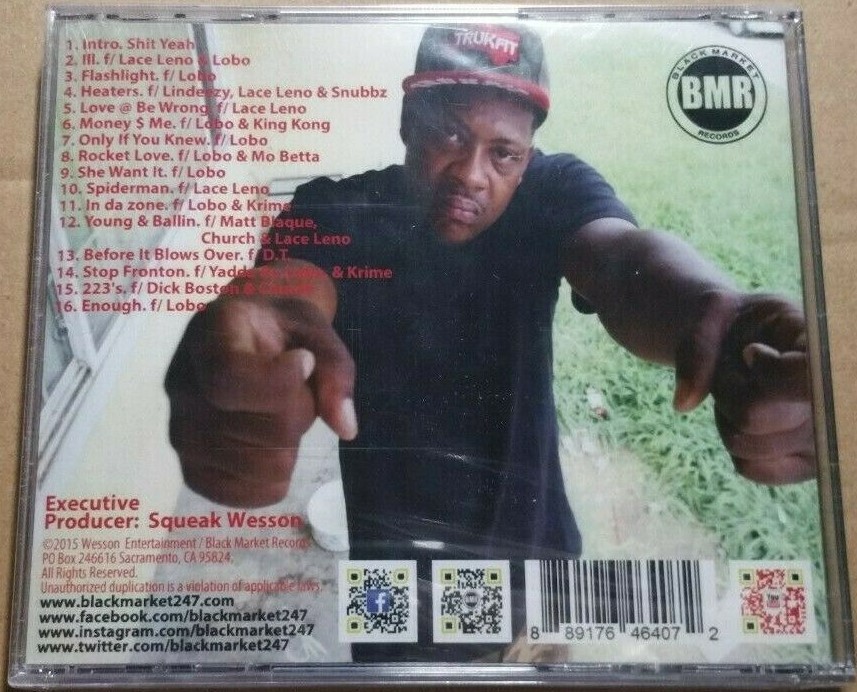 1. Intro. Shit Yeah
2. Ill. f/ Lace Leno & Lobo
3. Flashlight. f/ Lobo
4. Heaters. f/ Lindeezy, Lace Leno & Snubbz
5. Love @ Be Wrong. f/ Lace Leno
6. Money $ Me. f/ Lobo & King Kong
7. Only If You Knew. f/ Lobo
8. Rocket Love. f/ Lobo & Mo Betta
9. She Want It. f/ Lobo
10. Spiderman. f/ Lace Leno
11. In da zone. f/ Lobo & Krime
12. Young & Ballin. f/ Matt Blaque,
Church & Lace Leno
13. Before It Blows Over. f/ D.T.
14. Stop Fronton. f/ & Krime
15. 223's. f/ Dick Boston &
16. Enough. f/ Lobo
TRUKFIT
BLACK MARKET
BMR
RECORDS
Executive
Producer: Squeak Wesson
©2015 Wesson Entertainment / Black Market Records
PO Box 246616 Sacramento, CA 95824.
All Rights Reserved.
Unauthorized duplication is a violation of applicable laws.
www.blackmarket247.com
www.facebook.com/blackmarket247
www.instagram.com/blackmarket247
www.twitter.com/blackmarket247
f
BMR
8 89176 46407 2